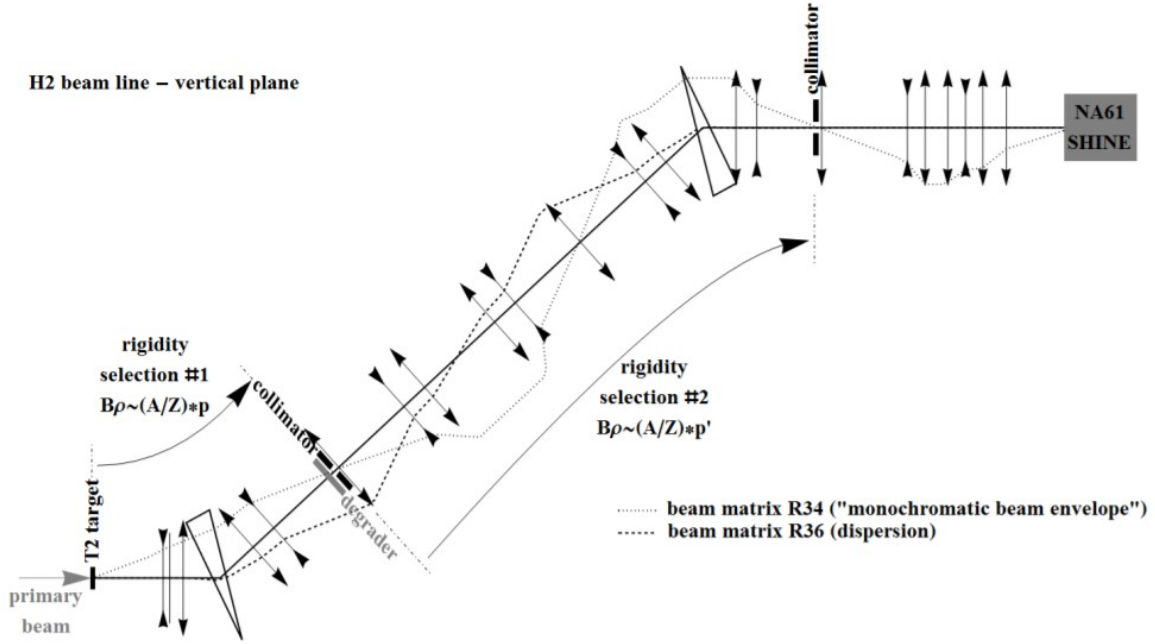 H2 beam line – vertical plane
collimator
NA61
SHINE
rigidity
selection #1
Bρ~(A/Z)*p
collimator
rigidity
selection #2
Bρ~(A/Z)*p'
T2 target
degrader
primary
beam
beam matrix R34 ("monochromatic beam envelope")
beam matrix R36 (dispersion)